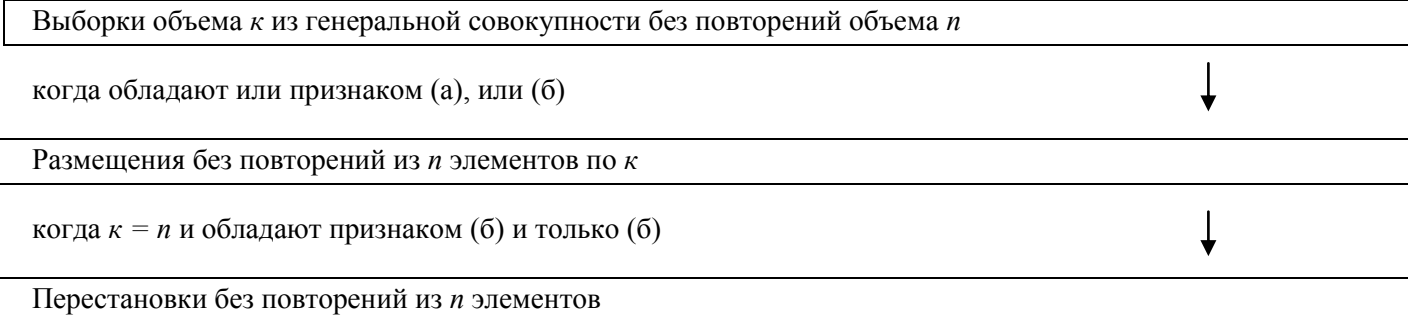 Выборки объема к из генеральной совокупности без повторений объема n
когда обладают или признаком (а), или (б)
Размещения без повторений из n элементов по к
когда к = n и обладают признаком (б) и только (б)
Перестановки без повторений из n элементов